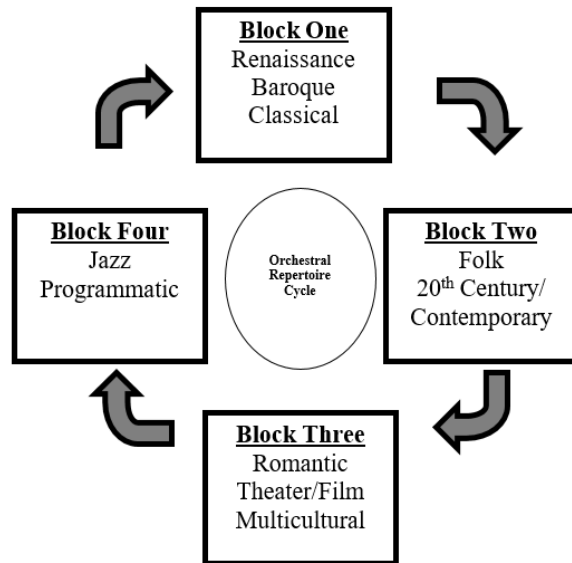 Block One
Renaissance
Baroque
Classical
Block Four
Jazz
Programmatic
Orchestral
Repertoire
Cycle
Block Two
Folk
20th Century/
Contemporary
Block Three
Romantic
Theater/Film
Multicultural